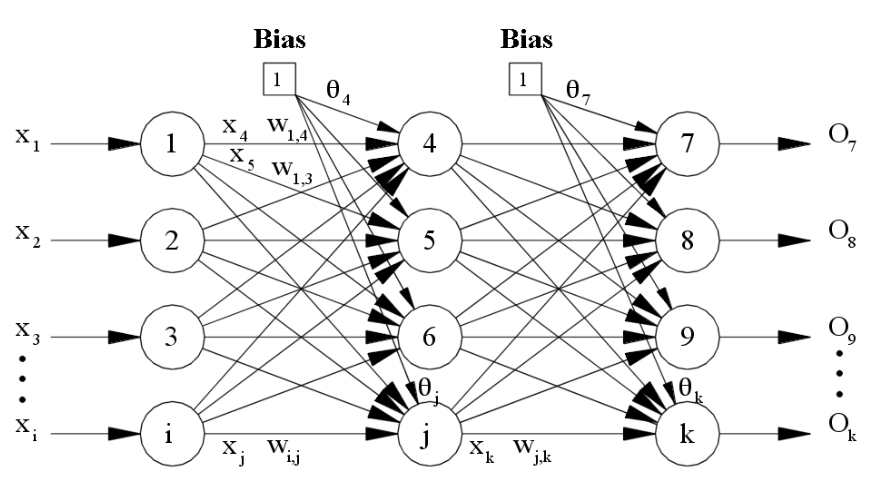 Bias Bias
1 1
θ4 θ7
x1 1 x4 w1,4 4 7 O7
x5 w1,3
x2 2 5 8 O8
x3 3 6 9 O9
θj θk
xi i j k Ok
xj wi,j xk wj,k